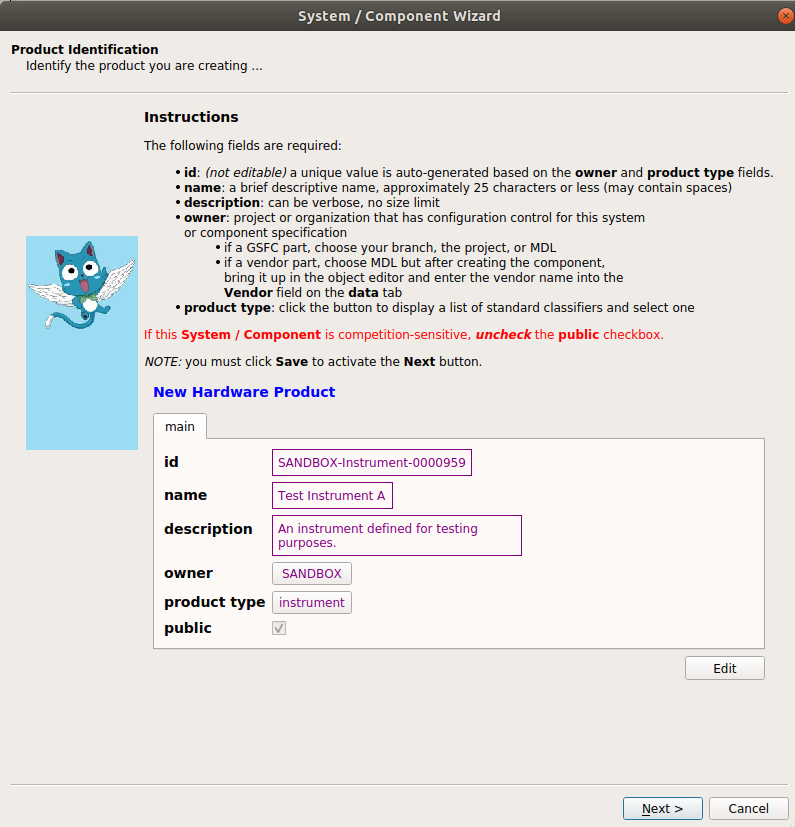 System / Component Wizard
Product Identification
Identify the product you are creating ...
Instructions
The following fields are required:
• id: (not editable) a unique value is auto-generated based on the owner and product type fields.
• name: a brief descriptive name, approximately 25 characters or less (may contain spaces)
• description: can be verbose, no size limit
• owner: project or organization that has configuration control for this system
or component specification
• if a GSFC part, choose your branch, the project, or MDL
• if a vendor part, choose MDL but after creating the component,
bring it up in the object editor and enter the vendor name into the
Vendor field on the data tab
• product type: click the button to display a list of standard classifiers and select one
If this System / Component is competition-sensitive, uncheck the public checkbox.
NOTE: you must click Save to activate the Next button.
New Hardware Product
main
id SANDBOX-Instrument-0000959
name Test Instrument A
description An instrument defined for testing
purposes.
owner SANDBOX
product type instrument
public
Edit
Next >
Cancel